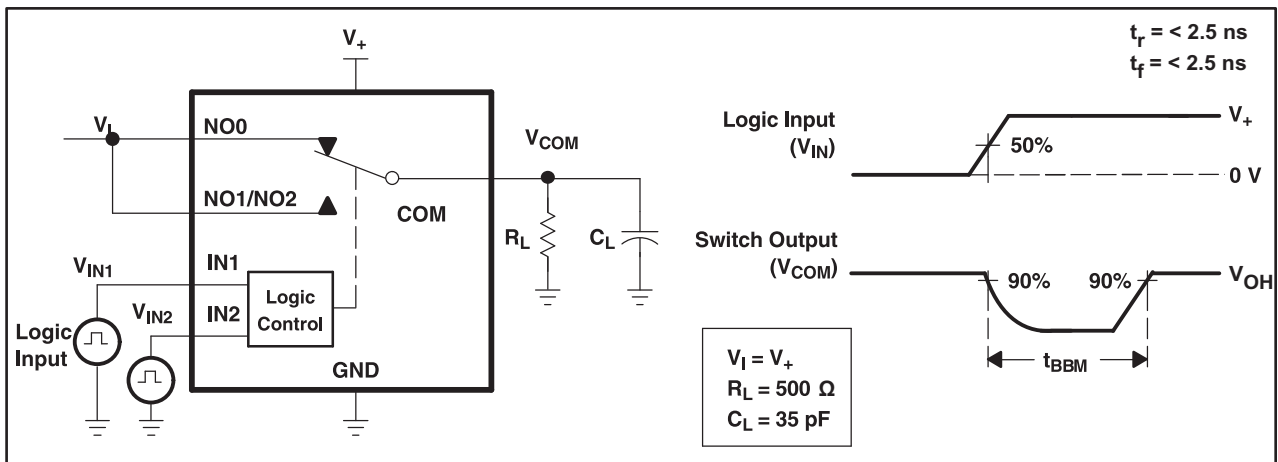 V+
VI
NO0
NO1/NO2
COM
VCOM
RL
CL
VIN1
IN1
VIN2
IN2
Logic
Control
Logic
Input
GND
tr = < 2.5 ns
tf = < 2.5 ns
Logic Input
(VIN)
50%
V+
0 V
Switch Output
(VCOM)
90%
90%
VOH
tBBM
VI = V+
RL = 500 Ω
CL = 35 pF